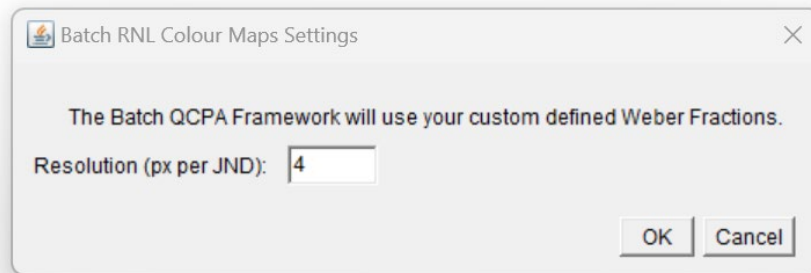 Batch RNL Colour Maps Settings
The Batch QCPA Framework will use your custom defined Weber Fractions.
Resolution (px per JND): 4
OK Cancel